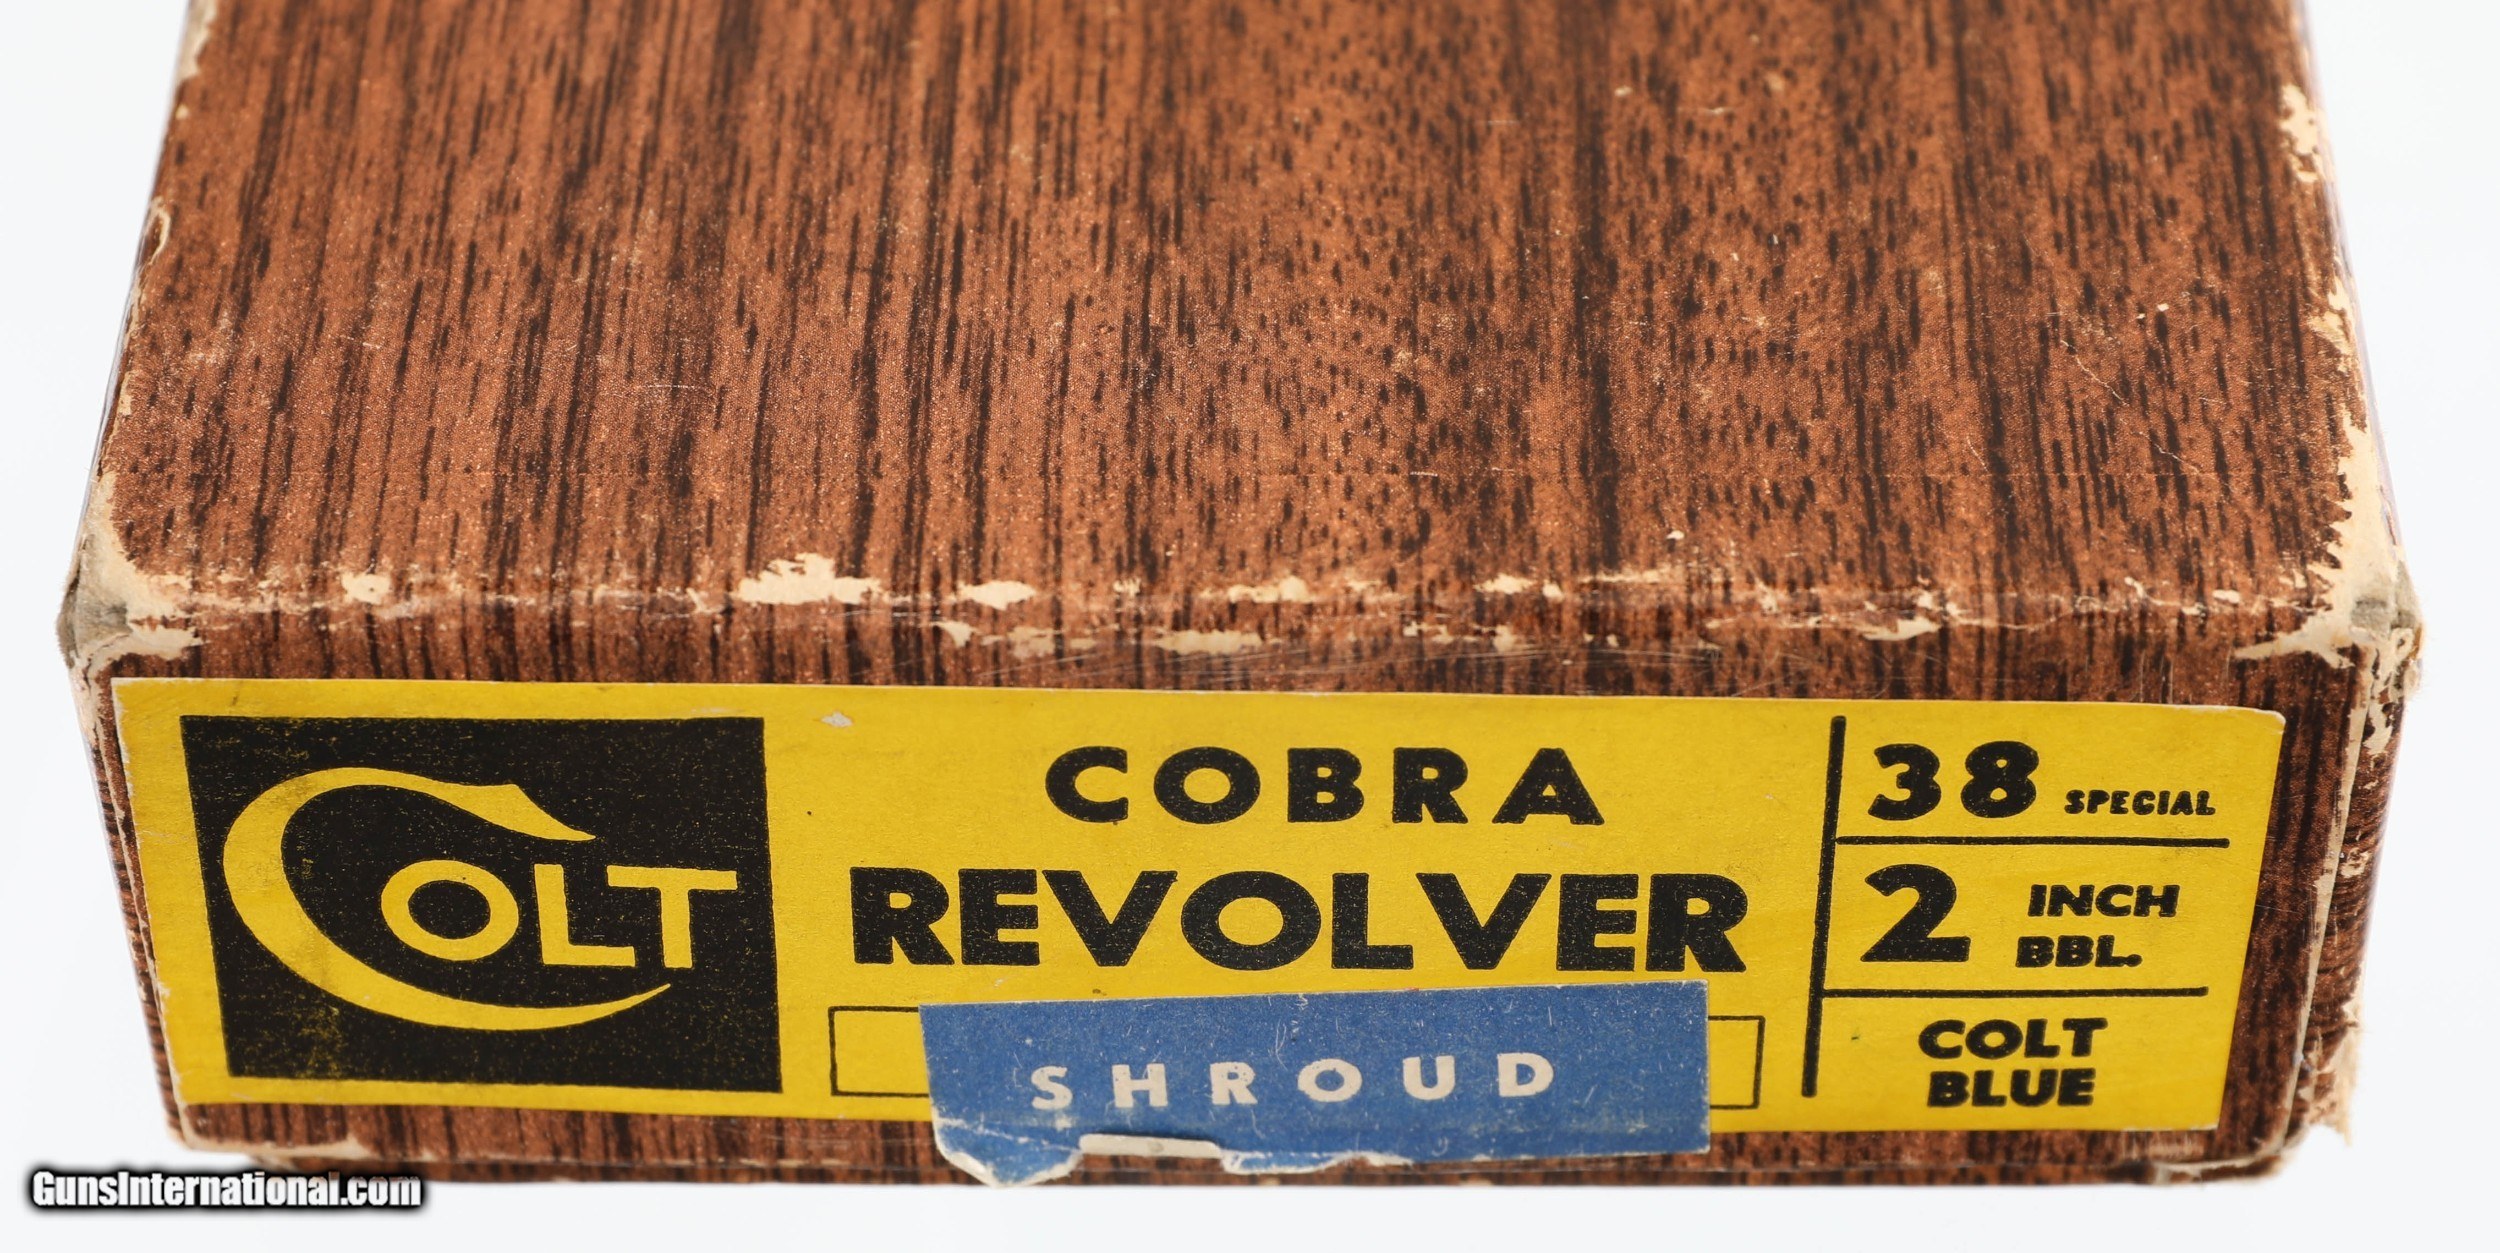 COLT
COBRA
REVOLVER
SHROUD
38 SPECIAL
2 INCH
BBL.
COLT
BLUE
GunsInternational.com